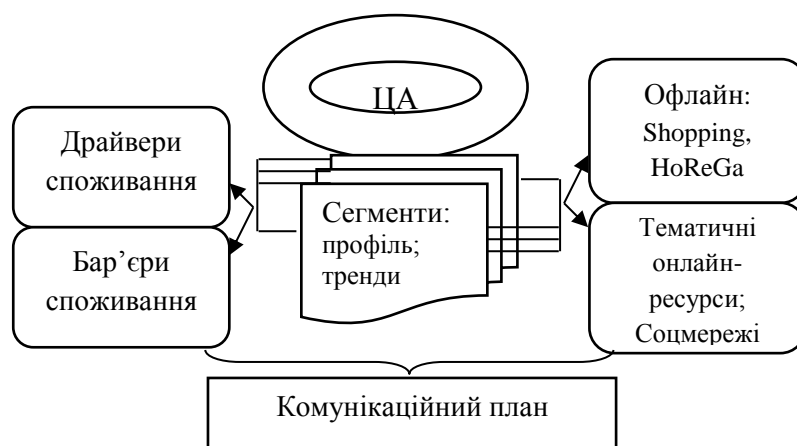 ЦА
Драйвери
споживання
Бар’єри
споживання
Сегменти:
профіль;
тренди
Офлайн:
Shopping,
HoReGa
Тематичні
онлайн-
ресурси;
Соцмережі
Комунікаційний план